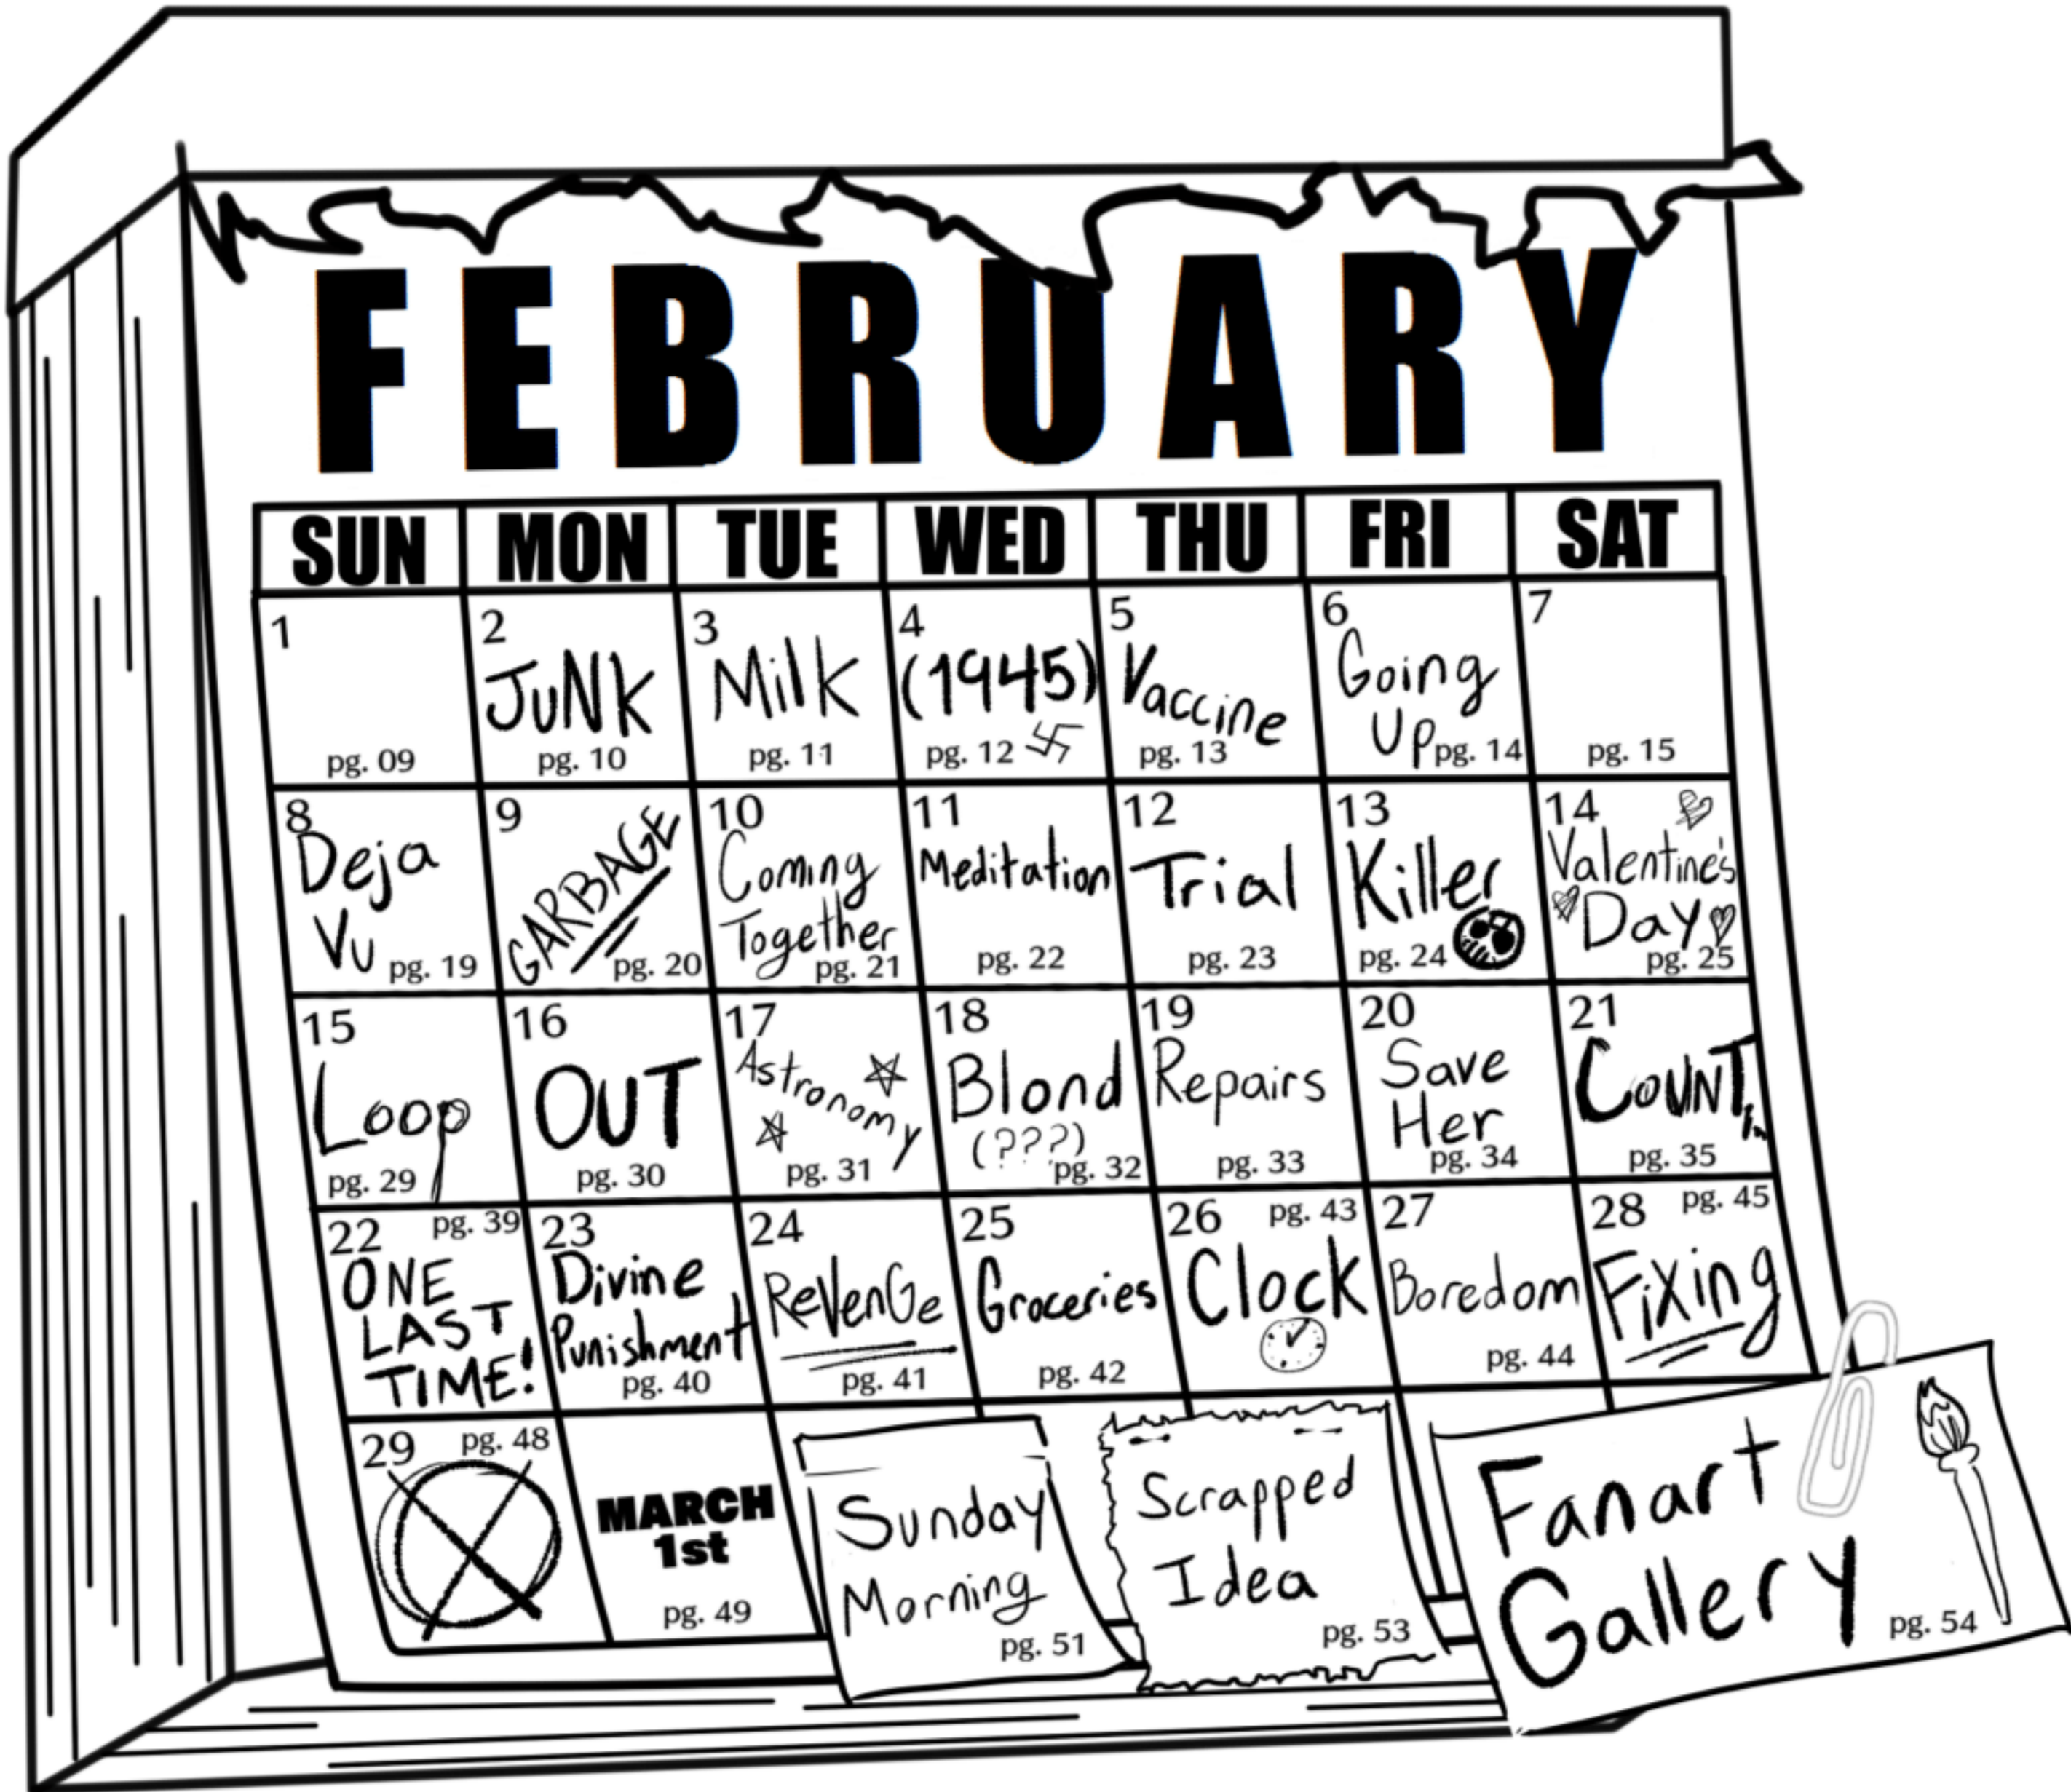 FEBRUARY
SUN MON TUE WED THU FRI SAT
1
pg. 09
2
JUNK
pg. 10
3
Milk
pg. 11
4
(1945)
pg. 12
5
Vaccine
pg. 13
6
Going
Up pg. 14
7
pg. 15
8
Deja
Vu pg. 19
9
GARBAGE
pg. 20
10
Coming
Together
pg. 21
11
Meditation
pg. 22
12
Trial
pg. 23
13
Killer
pg. 24
14
Valentine's
Day
pg. 25
15
Loop
pg. 29
16
OUT
pg. 30
17
Astronomy
pg. 31
18
Blond
(???)
pg. 32
19
Repairs
pg. 33
20
Save
Her
pg. 34
21
COUNT
pg. 35
22 pg. 39
ONE
LAST
TIME!
23
Divine
Punishment
pg. 40
24
ReVenGe
pg. 41
25
Groceries
pg. 42
26 pg. 43
Clock
27
Boredom
pg. 44
28 pg. 45
FiXing
29 pg. 48
MARCH
1st
pg. 49
Sunday
Morning
pg. 51
Scrapped
Idea
pg. 53
Fanart
Gallery
pg. 54